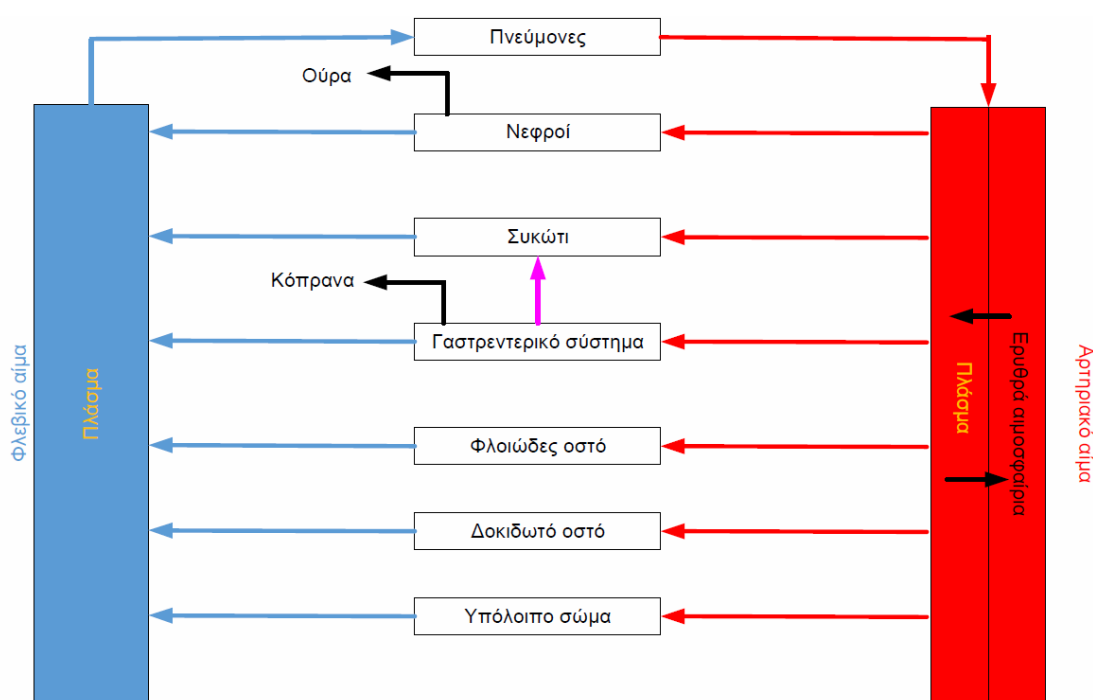 Πνεύμονες
Ούρα
Νεφροί
Συκώτι
Κόπρανα
Γαστρεντερικό σύστημα
Φλοιώδες οστό
Δοκιδωτό οστό
Υπόλοιπο σώμα
Φλεβικό αίμα
Πλάσμα
Πλάσμα
Ερυθρά αιμοσφαίρια
Αρτηριακό αίμα